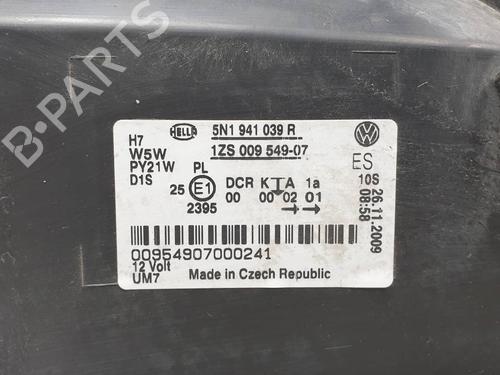 HELLA
5N1 941 039 R
1ZS 009 549-07
H7
W5W
PY21W
D1S
PL
25 E1
2395
DCR K A 1a
00 00 02 01
ES
10S
26.11.2009
08:58
00954907000241
12 Volt
UM7
Made in Czech Republic
B-PARTS
B-PARTS